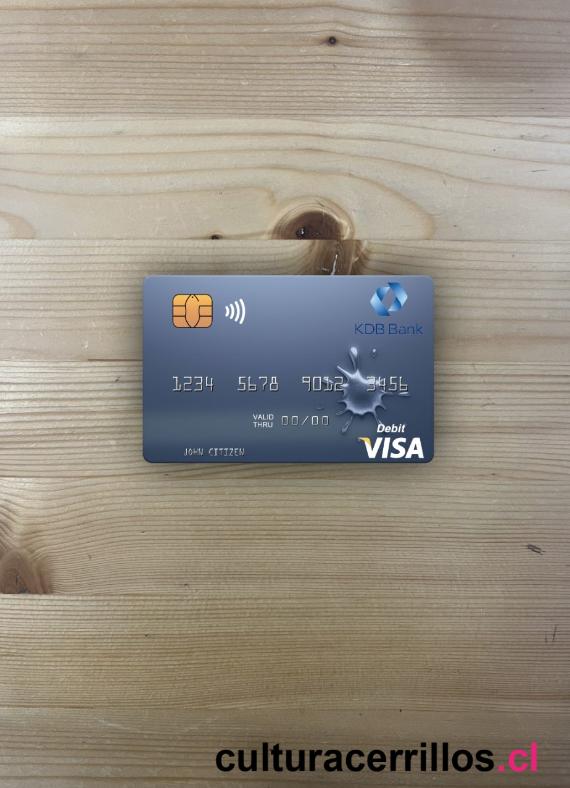 KDB Bank
1234 5678 9012 3456
VALID THRU 00/00
Debit
JOHN CITIZEN VISA
culturacerrillos.cl